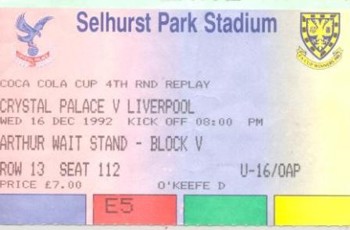 Selhurst Park Stadium
COCA COLA CUP 4TH RND REPLAY
CRYSTAL PALACE V LIVERPOOL
WED 16 DEC 1992 KICK OFF 08:00 PM
ARTHUR WAIT STAND - BLOCK V
ROW 13 SEAT 112 U-16/OAP
PRICE £7.00 O'KEEFE D
E5